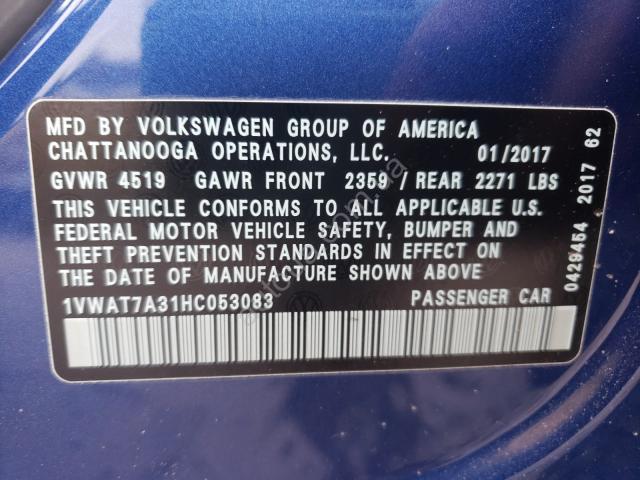 MFD BY VOLKSWAGEN GROUP OF AMERICA
CHATTANOOGA OPERATIONS, LLC. 01/2017
GVWR 4519 GAWR FRONT 2359 / REAR 2271 LBS
THIS VEHICLE CONFORMS TO ALL APPLICABLE U.S.
FEDERAL MOTOR VEHICLE SAFETY, BUMPER AND
THEFT PREVENTION STANDARDS IN EFFECT ON
THE DATE OF MANUFACTURE SHOWN ABOVE
1VWAT7A31HC053083 PASSENGER CAR
0429454 2017 62